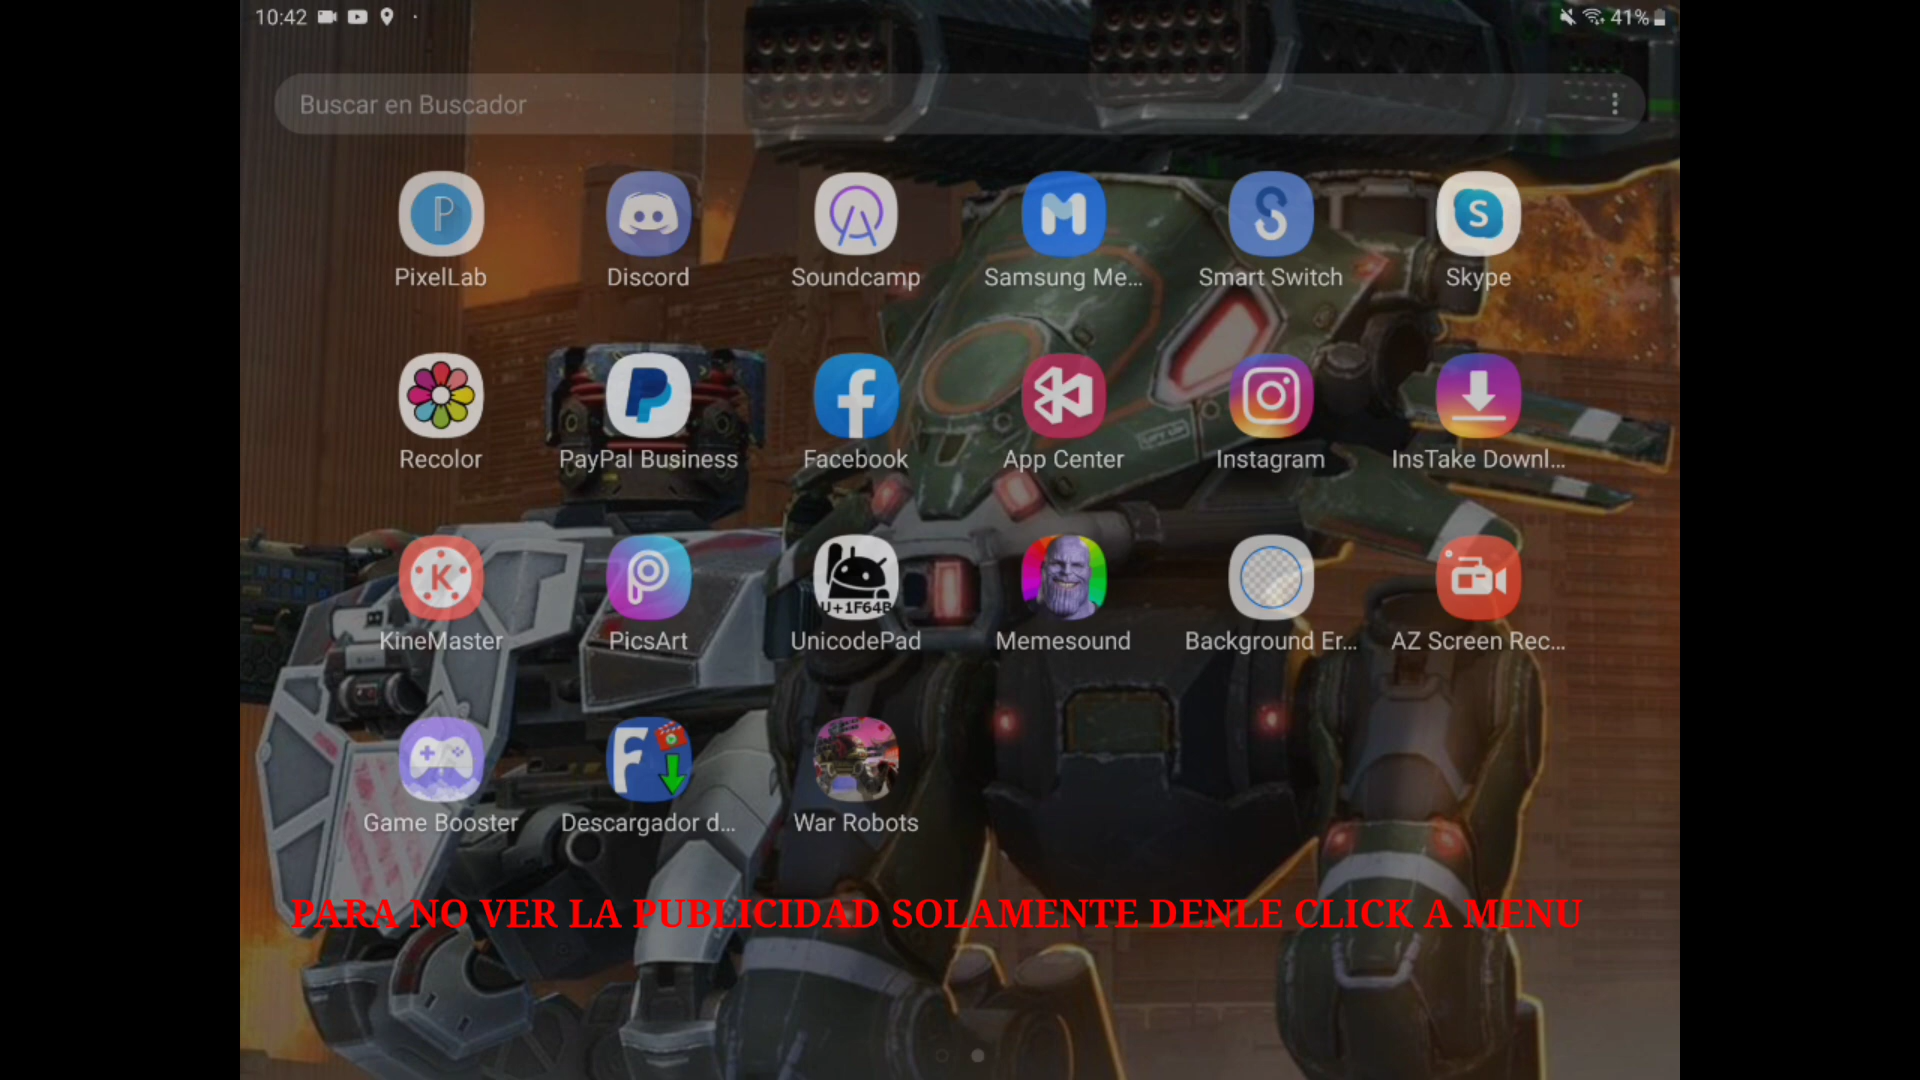 10:42
41%
Buscar en Buscador
PixelLab
Discord
Soundcamp
Samsung Me...
Smart Switch
Skype
Recolor
PayPal Business
Facebook
App Center
Instagram
InsTake Downl...
U+1F64B
KineMaster
PicsArt
UnicodePad
Memesound
Background Er...
AZ Screen Rec...
Game Booster
Descargador d...
War Robots
PARA NO VER LA PUBLICIDAD SOLAMENTE DENLE CLICK A MENU